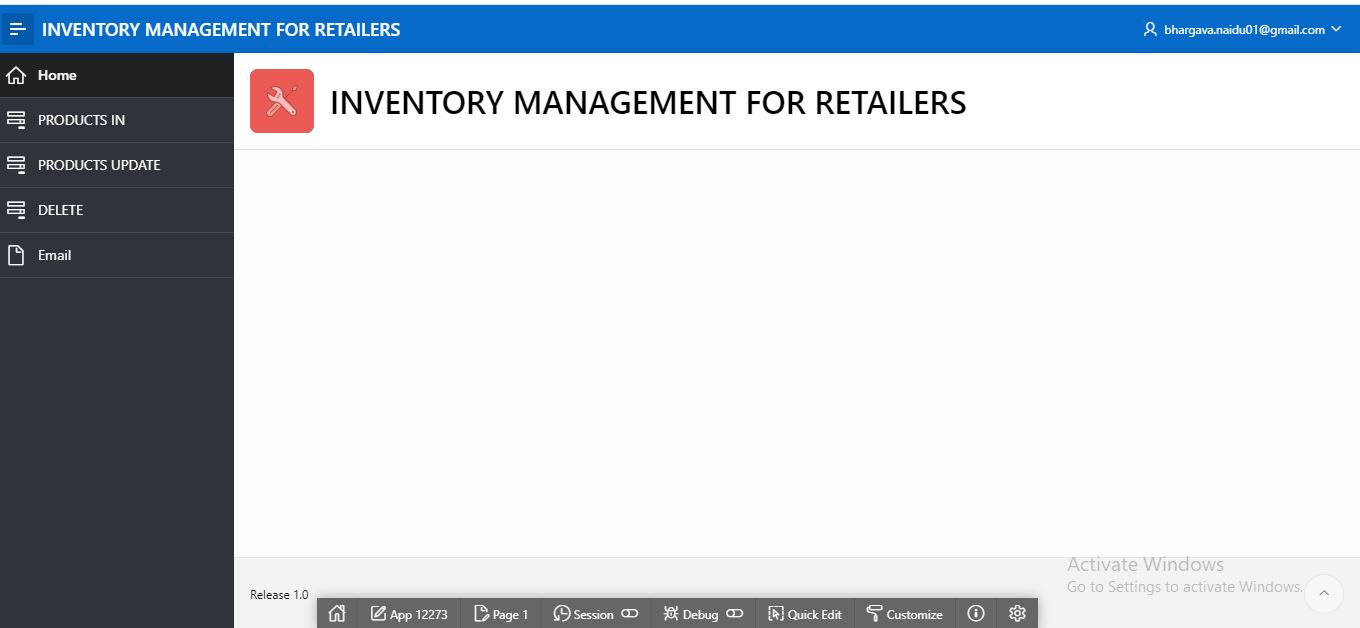 INVENTORY MANAGEMENT FOR RETAILERS
bhargava.naidu01@gmail.com
Home
PRODUCTS IN
PRODUCTS UPDATE
DELETE
Email
INVENTORY MANAGEMENT FOR RETAILERS
Activate Windows
Go to Settings to activate Windows.
Release 1.0
App 12273
Page 1
Session
Debug
Quick Edit
Customize